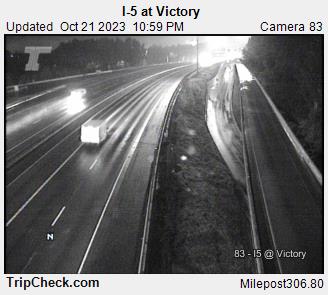 I-5 at Victory
Updated Oct 21 2023 10:59 PM Camera 83
T
N
83 - I5 @ Victory
TripCheck.com Milepost306.80